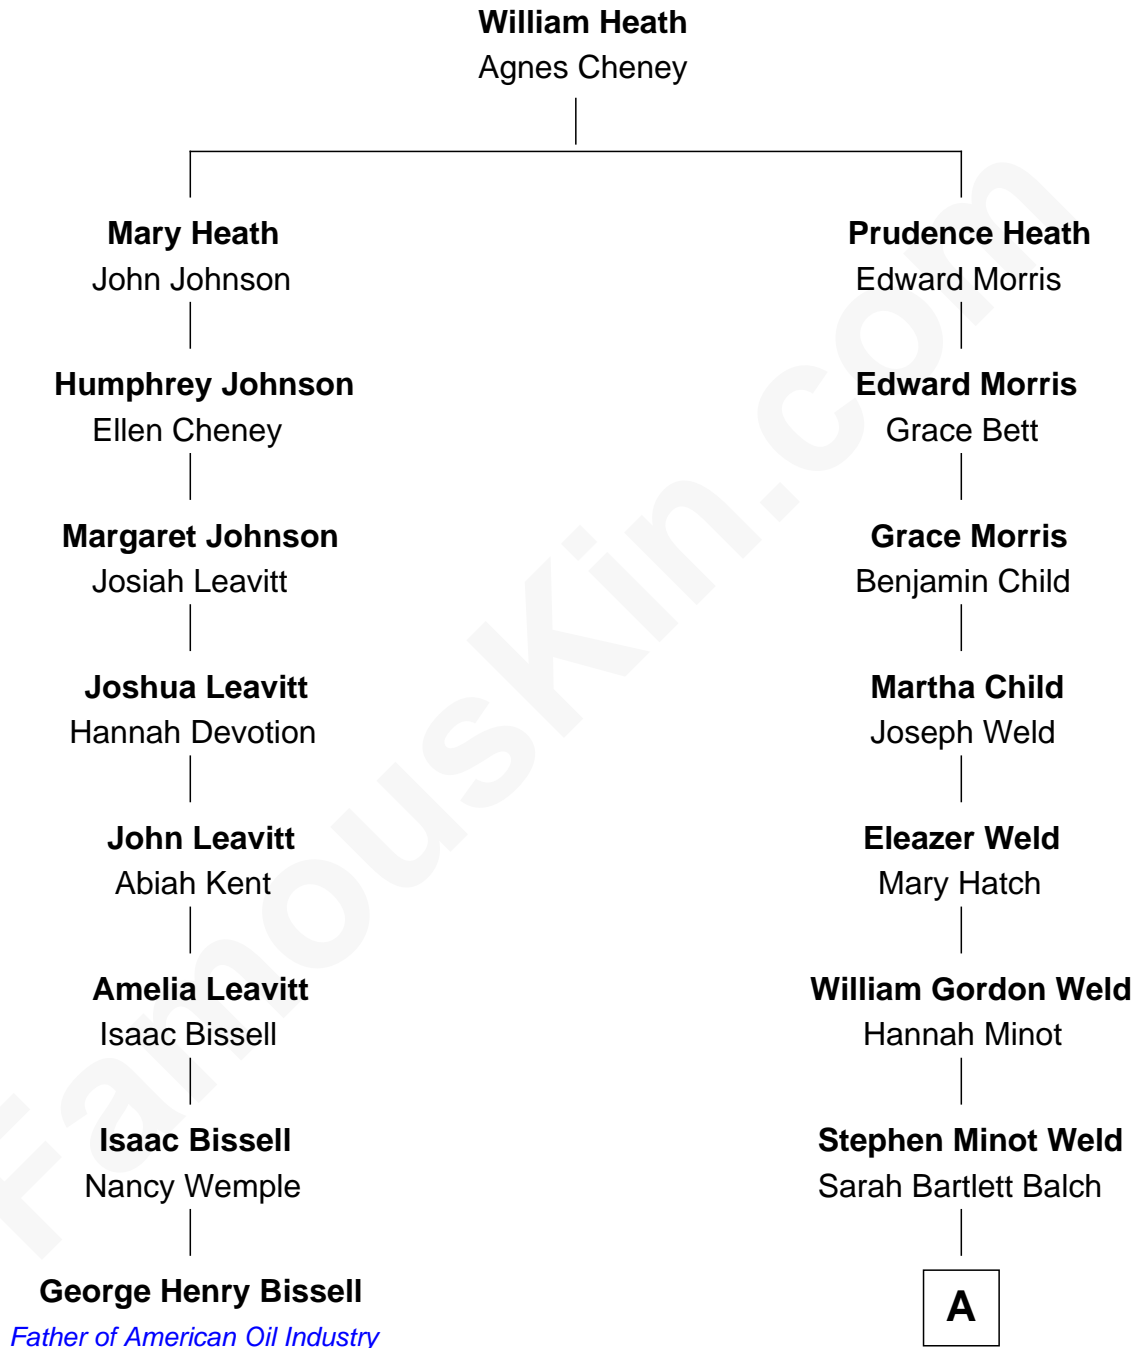 William Heath
Agnes Cheney
Mary Heath
John Johnson
Prudence Heath
Edward Morris
Humphrey Johnson
Ellen Cheney
Edward Morris
Grace Bett
Margaret Johnson
Josiah Leavitt
Grace Morris
Benjamin Child
Joshua Leavitt
Hannah Devotion
Martha Child
Joseph Weld
John Leavitt
Abiah Kent
Eleazer Weld
Mary Hatch
Amelia Leavitt
Isaac Bissell
William Gordon Weld
Hannah Minot
Isaac Bissell
Nancy Wemple
Stephen Minot Weld
Sarah Bartlett Balch
George Henry Bissell
Father of American Oil Industry
A
FamousKin.com